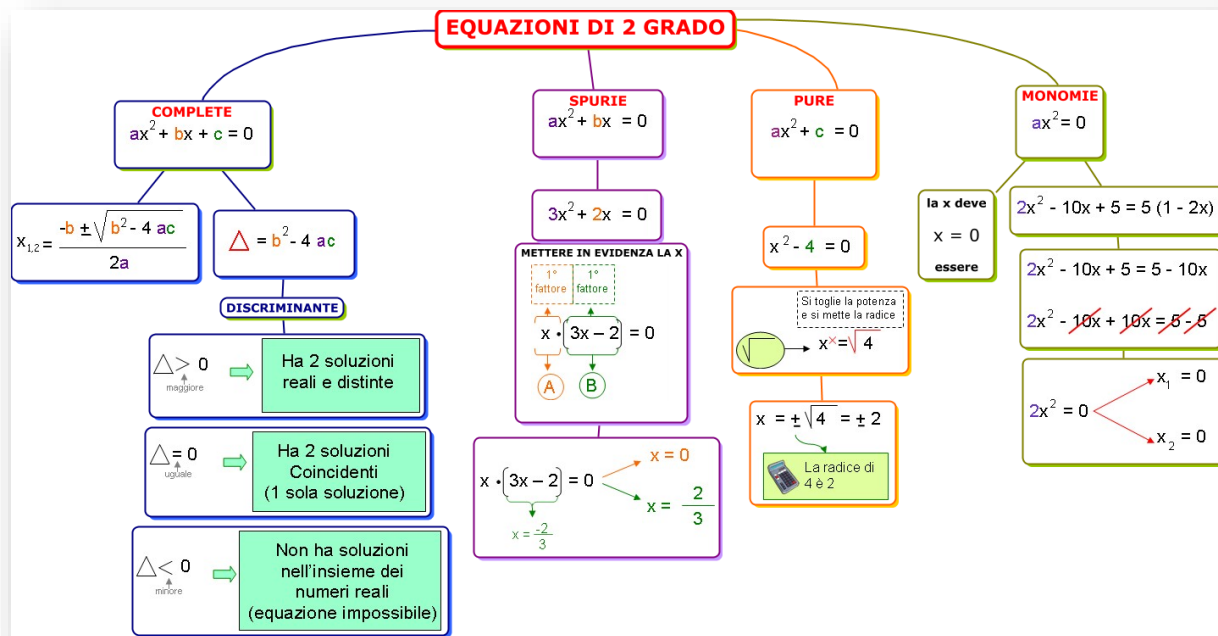 EQUAZIONI DI 2 GRADO
COMPLETE
ax² + bx + c = 0
x₁,₂ = (-b ± √(b² - 4 ac)) / 2a
△ = b² - 4 ac
DISCRIMINANTE
△ > 0
maggiore
Ha 2 soluzioni
reali e distinte
△ = 0
uguale
Ha 2 soluzioni
Coincidenti
(1 sola soluzione)
△ < 0
minore
Non ha soluzioni
nell'insieme dei
numeri reali
(equazione impossibile)
SPURIE
ax² + bx = 0
3x² + 2x = 0
METTERE IN EVIDENZA LA X
1° fattore
1° fattore
x • (3x – 2) = 0
A
B
x • (3x – 2) = 0
x = 0
x = 2/3
x = -2/3
PURE
ax² + c = 0
x² - 4 = 0
Si toglie la potenza
e si mette la radice
√
xˣ = √4
x = ± √4 = ± 2
La radice di
4 è 2
MONOMIE
ax² = 0
la x deve
x = 0
essere
2x² - 10x + 5 = 5 (1 - 2x)
2x² - 10x + 5 = 5 - 10x
2x² - 10x + 10x = 5 - 5
2x² = 0
x₁ = 0
x₂ = 0